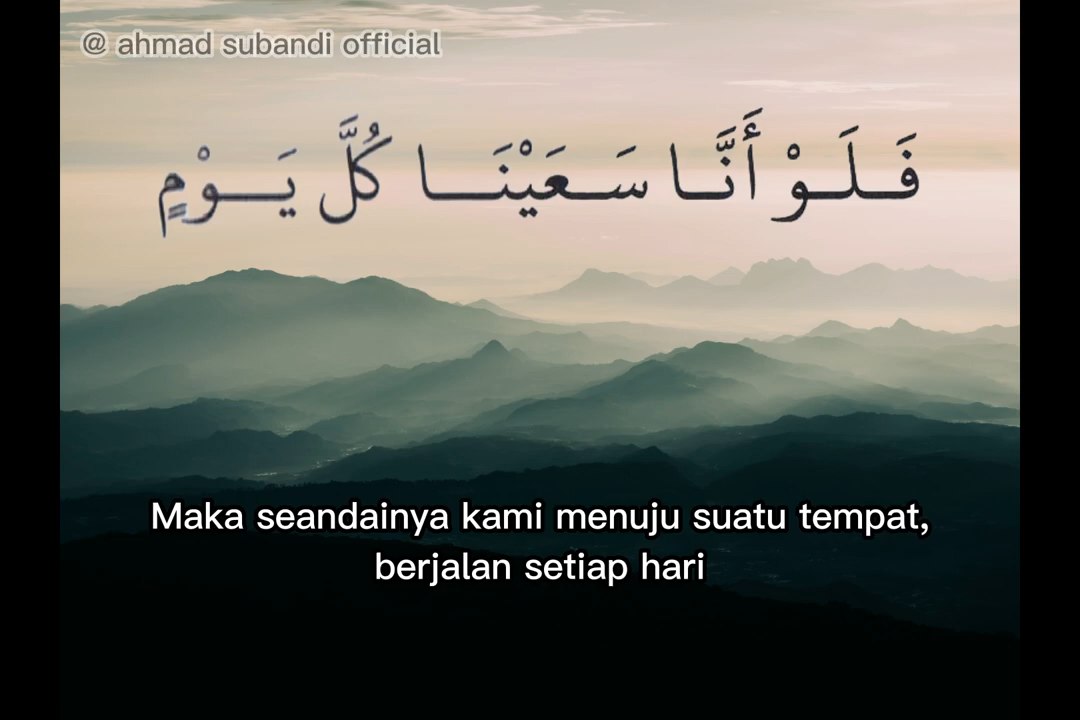 @ ahmad subandi official
فَلَوْ أَنَّا سَعَيْنَا كُلَّ يَوْمٍ
Maka seandainya kami menuju suatu tempat,
berjalan setiap hari